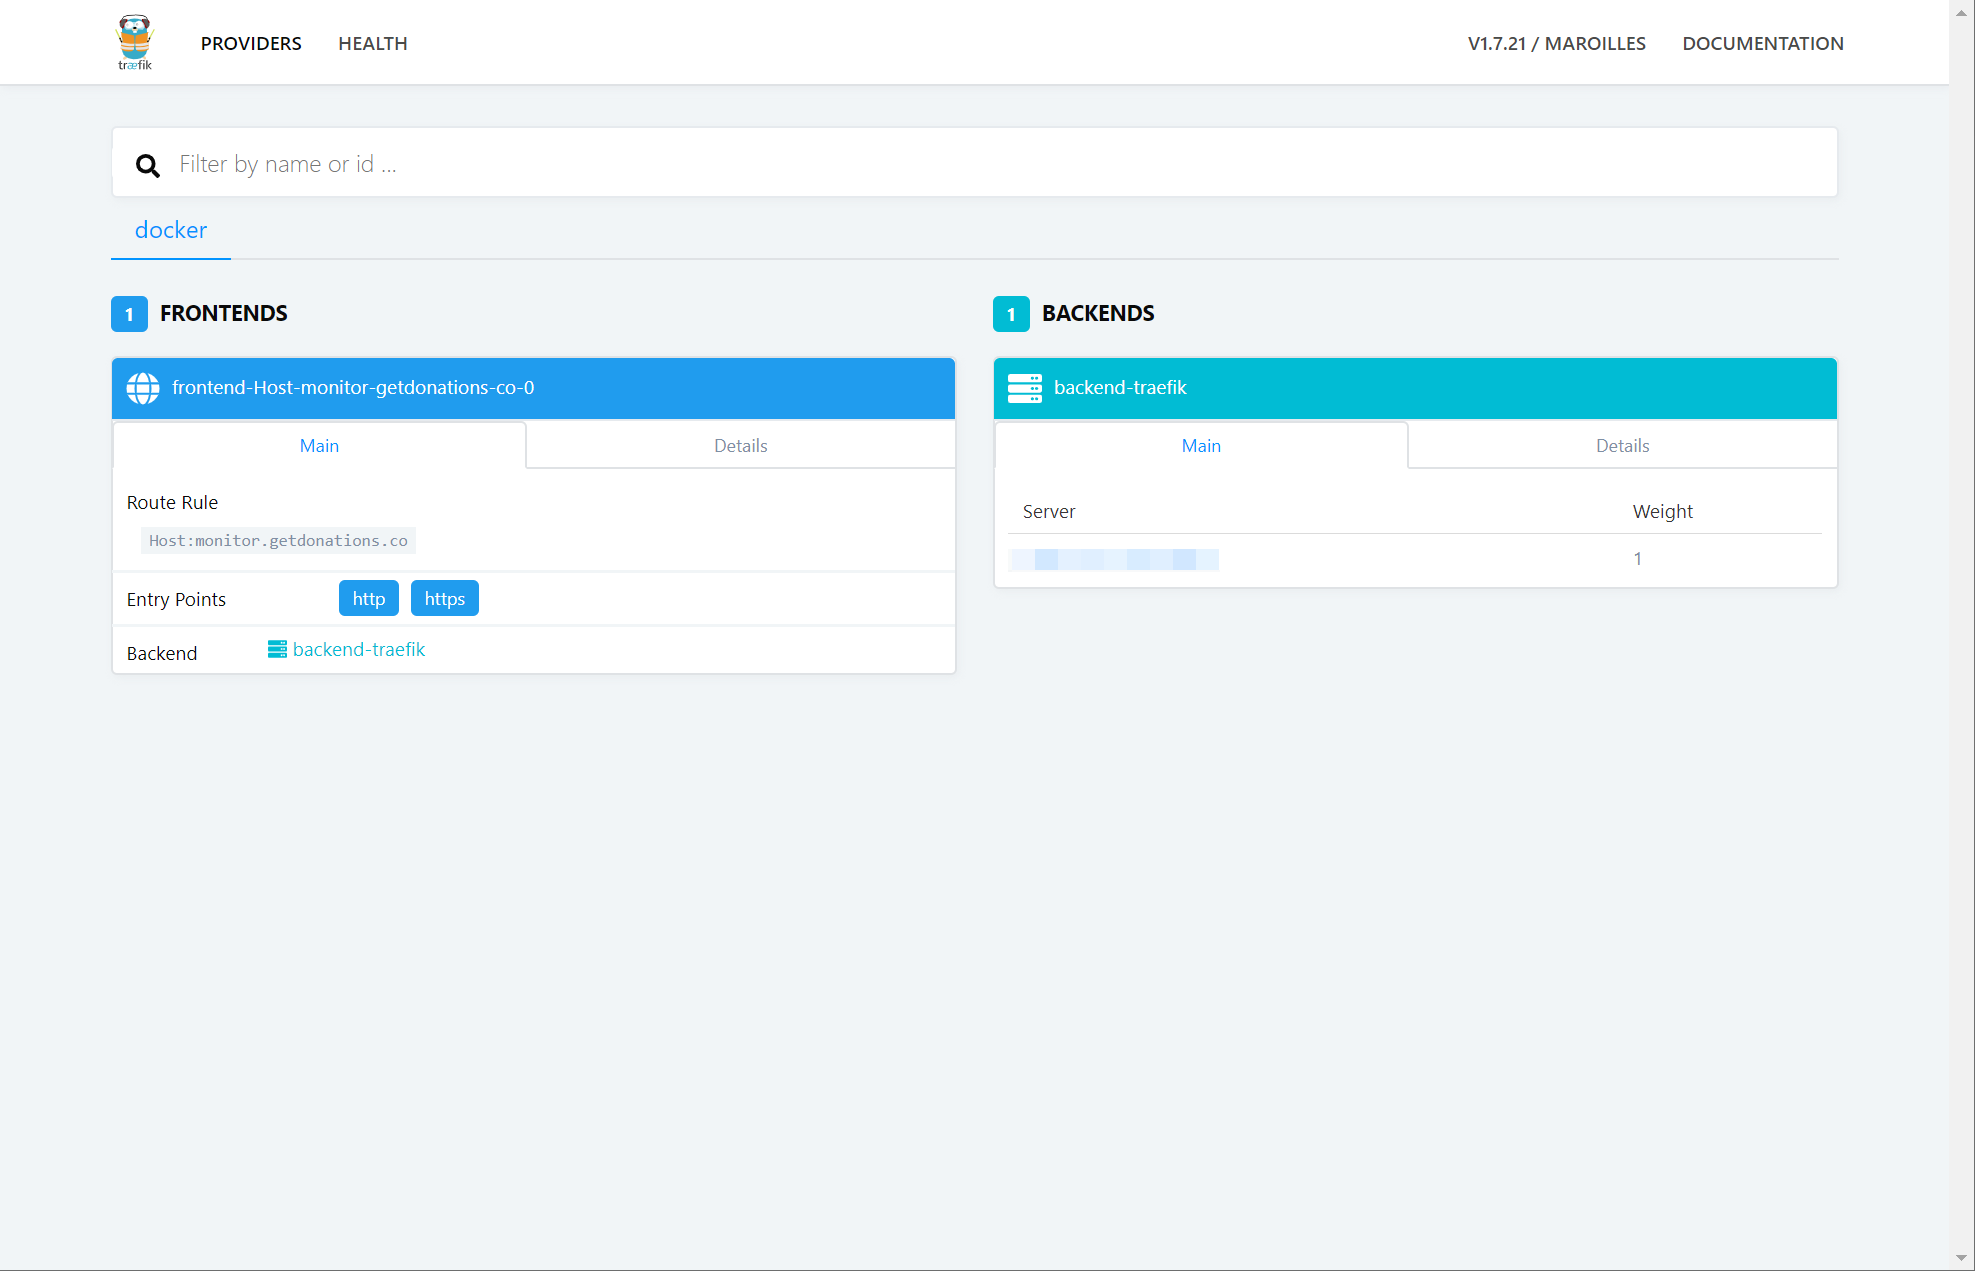 træfik
PROVIDERS HEALTH V1.7.21 / MAROILLES DOCUMENTATION
Filter by name or id ...
docker
1 FRONTENDS
frontend-Host-monitor-getdonations-co-0
Main Details
Route Rule
Host:monitor.getdonations.co
Entry Points http https
Backend backend-traefik
1 BACKENDS
backend-traefik
Main Details
Server Weight
1